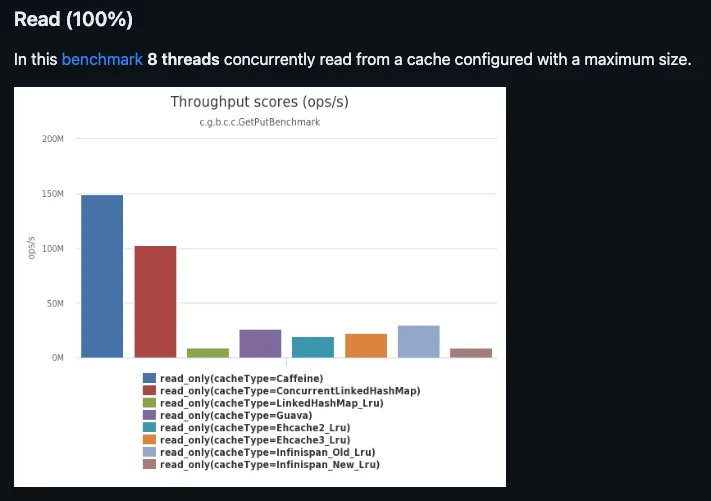 Read (100%)
In this benchmark 8 threads concurrently read from a cache configured with a maximum size.
Throughput scores (ops/s)
c.g.b.c.c.GetPutBenchmark
200M
150M
100M
50M
0M
ops/s
read_only(cacheType=Caffeine)
read_only(cacheType=ConcurrentLinkedHashMap)
read_only(cacheType=LinkedHashMap_Lru)
read_only(cacheType=Guava)
read_only(cacheType=Ehcache2_Lru)
read_only(cacheType=Ehcache3_Lru)
read_only(cacheType=Infinispan_Old_Lru)
read_only(cacheType=Infinispan_New_Lru)